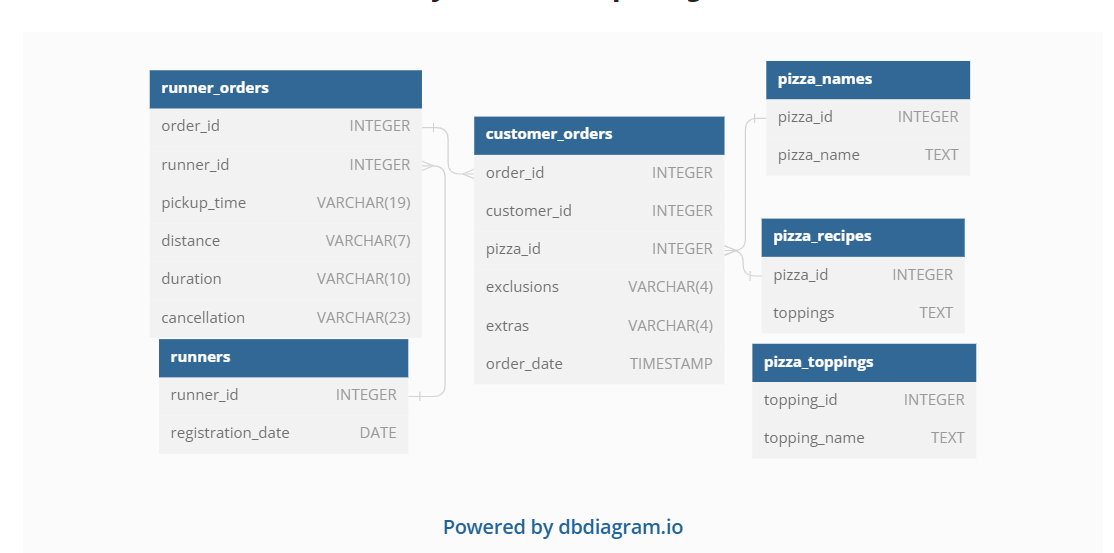 runner_orders
order_id INTEGER
runner_id INTEGER
pickup_time VARCHAR(19)
distance VARCHAR(7)
duration VARCHAR(10)
cancellation VARCHAR(23)
runners
runner_id INTEGER
registration_date DATE
customer_orders
order_id INTEGER
customer_id INTEGER
pizza_id INTEGER
exclusions VARCHAR(4)
extras VARCHAR(4)
order_date TIMESTAMP
pizza_names
pizza_id INTEGER
pizza_name TEXT
pizza_recipes
pizza_id INTEGER
toppings TEXT
pizza_toppings
topping_id INTEGER
topping_name TEXT
Powered by dbdiagram.io